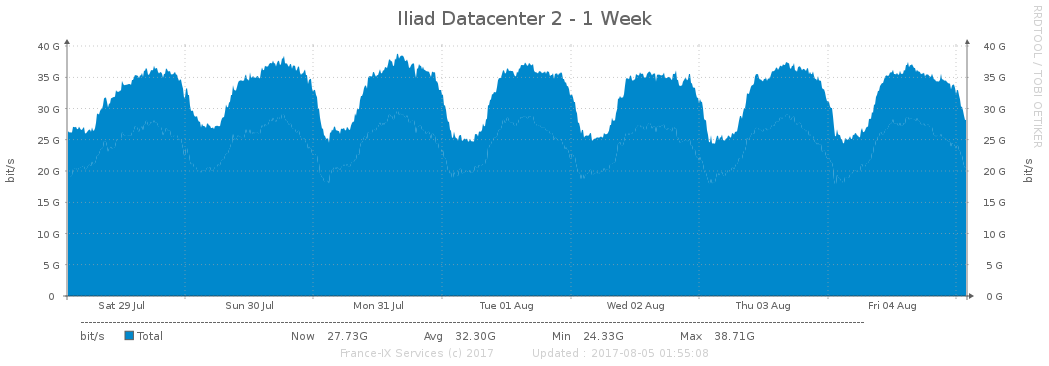 Iliad Datacenter 2 - 1 Week
RRDTOOL / TOBI OETIKER
40 G 40 G
35 G 35 G
30 G 30 G
25 G 25 G
20 G 20 G
15 G 15 G
10 G 10 G
5 G 5 G
0 0 G
bit/s bit/s
Sat 29 Jul Sun 30 Jul Mon 31 Jul Tue 01 Aug Wed 02 Aug Thu 03 Aug Fri 04 Aug
bit/s Total Now 27.73G Avg 32.30G Min 24.33G Max 38.71G
France-IX Services (c) 2017 Updated : 2017-08-05 01:55:08